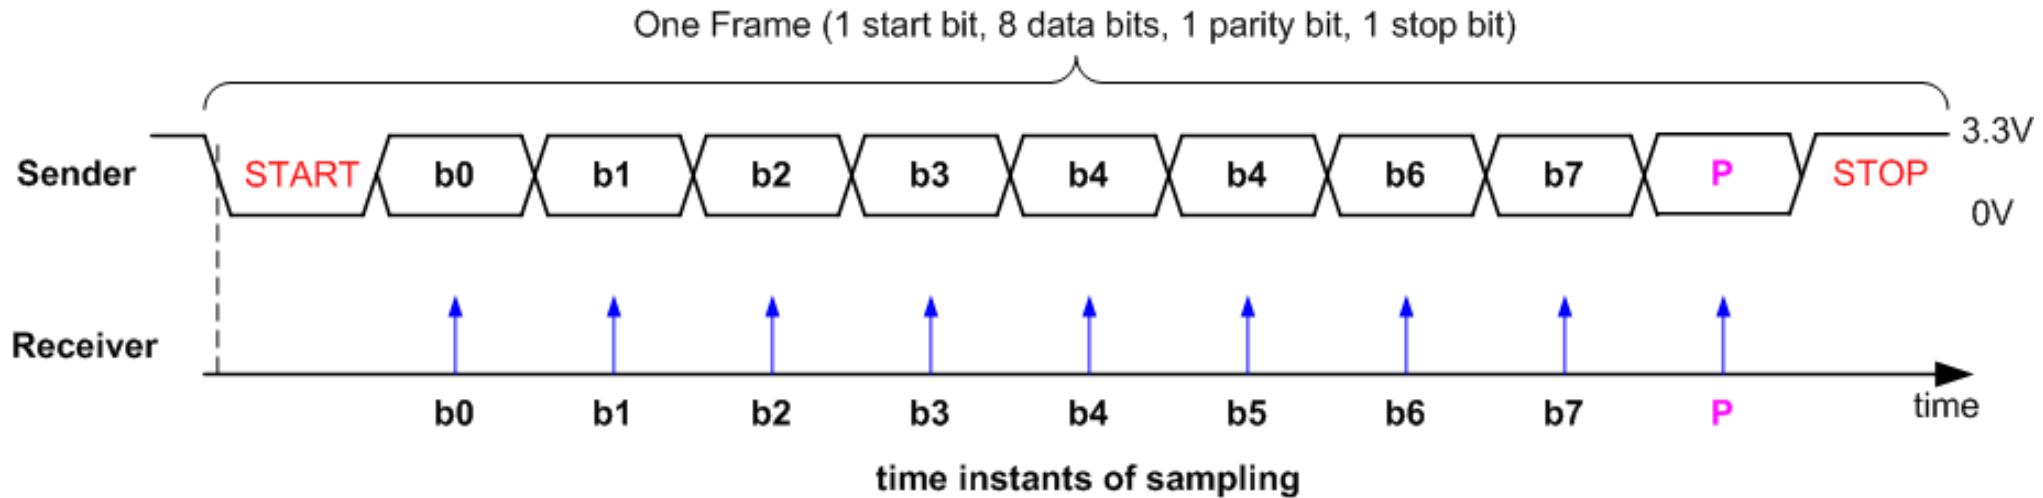 One Frame (1 start bit, 8 data bits, 1 parity bit, 1 stop bit)
3.3V
Sender START b0 b1 b2 b3 b4 b4 b6 b7 P STOP
0V
Receiver
b0 b1 b2 b3 b4 b5 b6 b7 P time
time instants of sampling